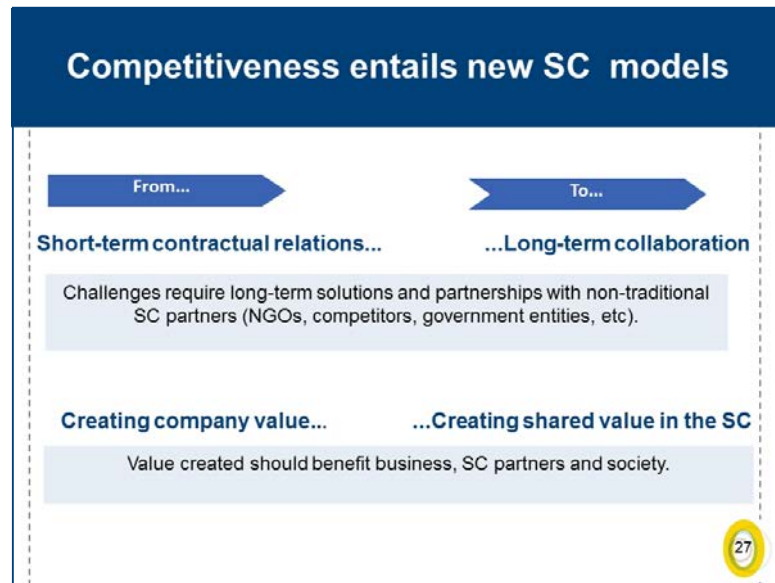 Competitiveness entails new SC models
From...
To...
Short-term contractual relations...
...Long-term collaboration
Challenges require long-term solutions and partnerships with non-traditional
SC partners (NGOs, competitors, government entities, etc).
Creating company value...
...Creating shared value in the SC
Value created should benefit business, SC partners and society.
27